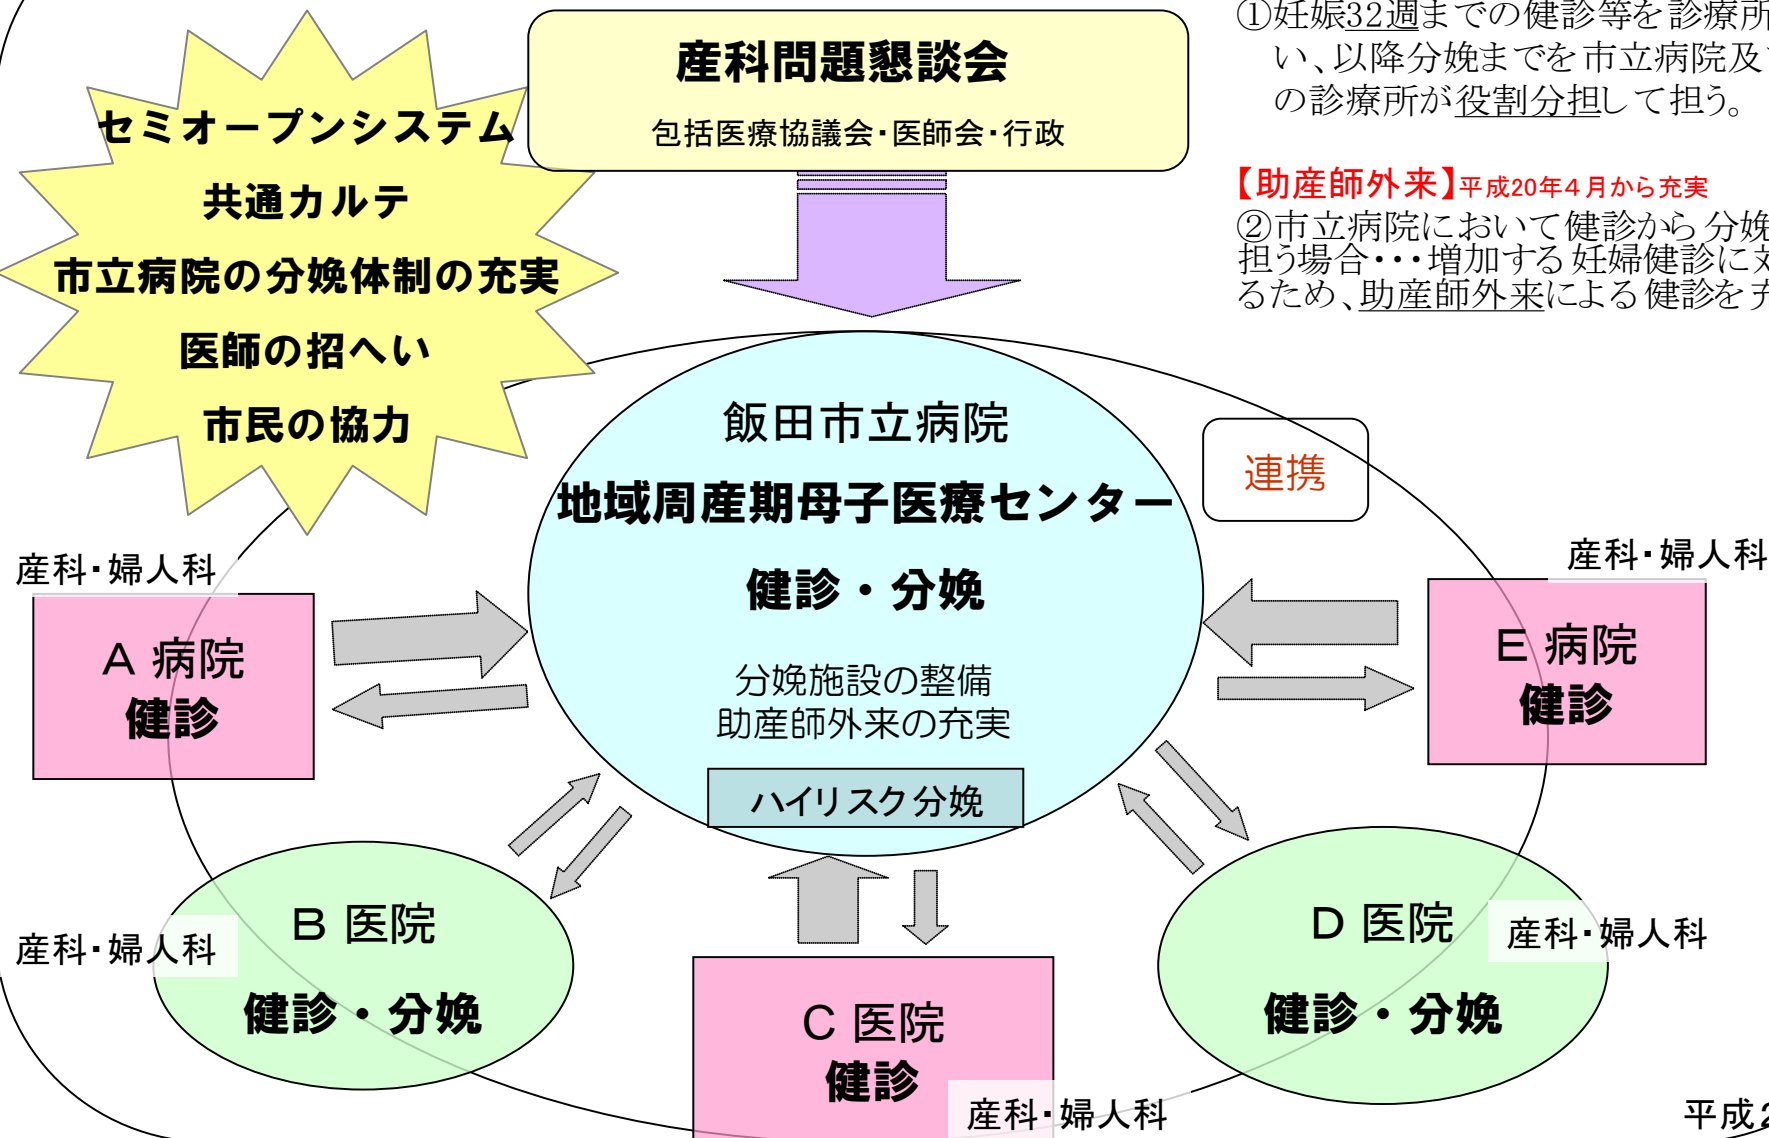 産科問題懇談会
包括医療協議会・医師会・行政
セミオープンシステム
共通カルテ
市立病院の分娩体制の充実
医師の招へい
市民の協力
①妊娠32週までの健診等を診療所
い、以降分娩までを市立病院及び
の診療所が役割分担して担う。
【助産師外来】平成20年4月から充実
②市立病院において健診から分娩
担う場合・・・増加する妊婦健診に対
るため、助産師外来による健診を充
飯田市立病院
地域周産期母子医療センター
健診・分娩
分娩施設の整備
助産師外来の充実
ハイリスク分娩
連携
産科・婦人科
A 病院
健診
産科・婦人科
E 病院
健診
産科・婦人科
B 医院
健診・分娩
C 医院
健診
産科・婦人科
D 医院
健診・分娩
産科・婦人科
平成2